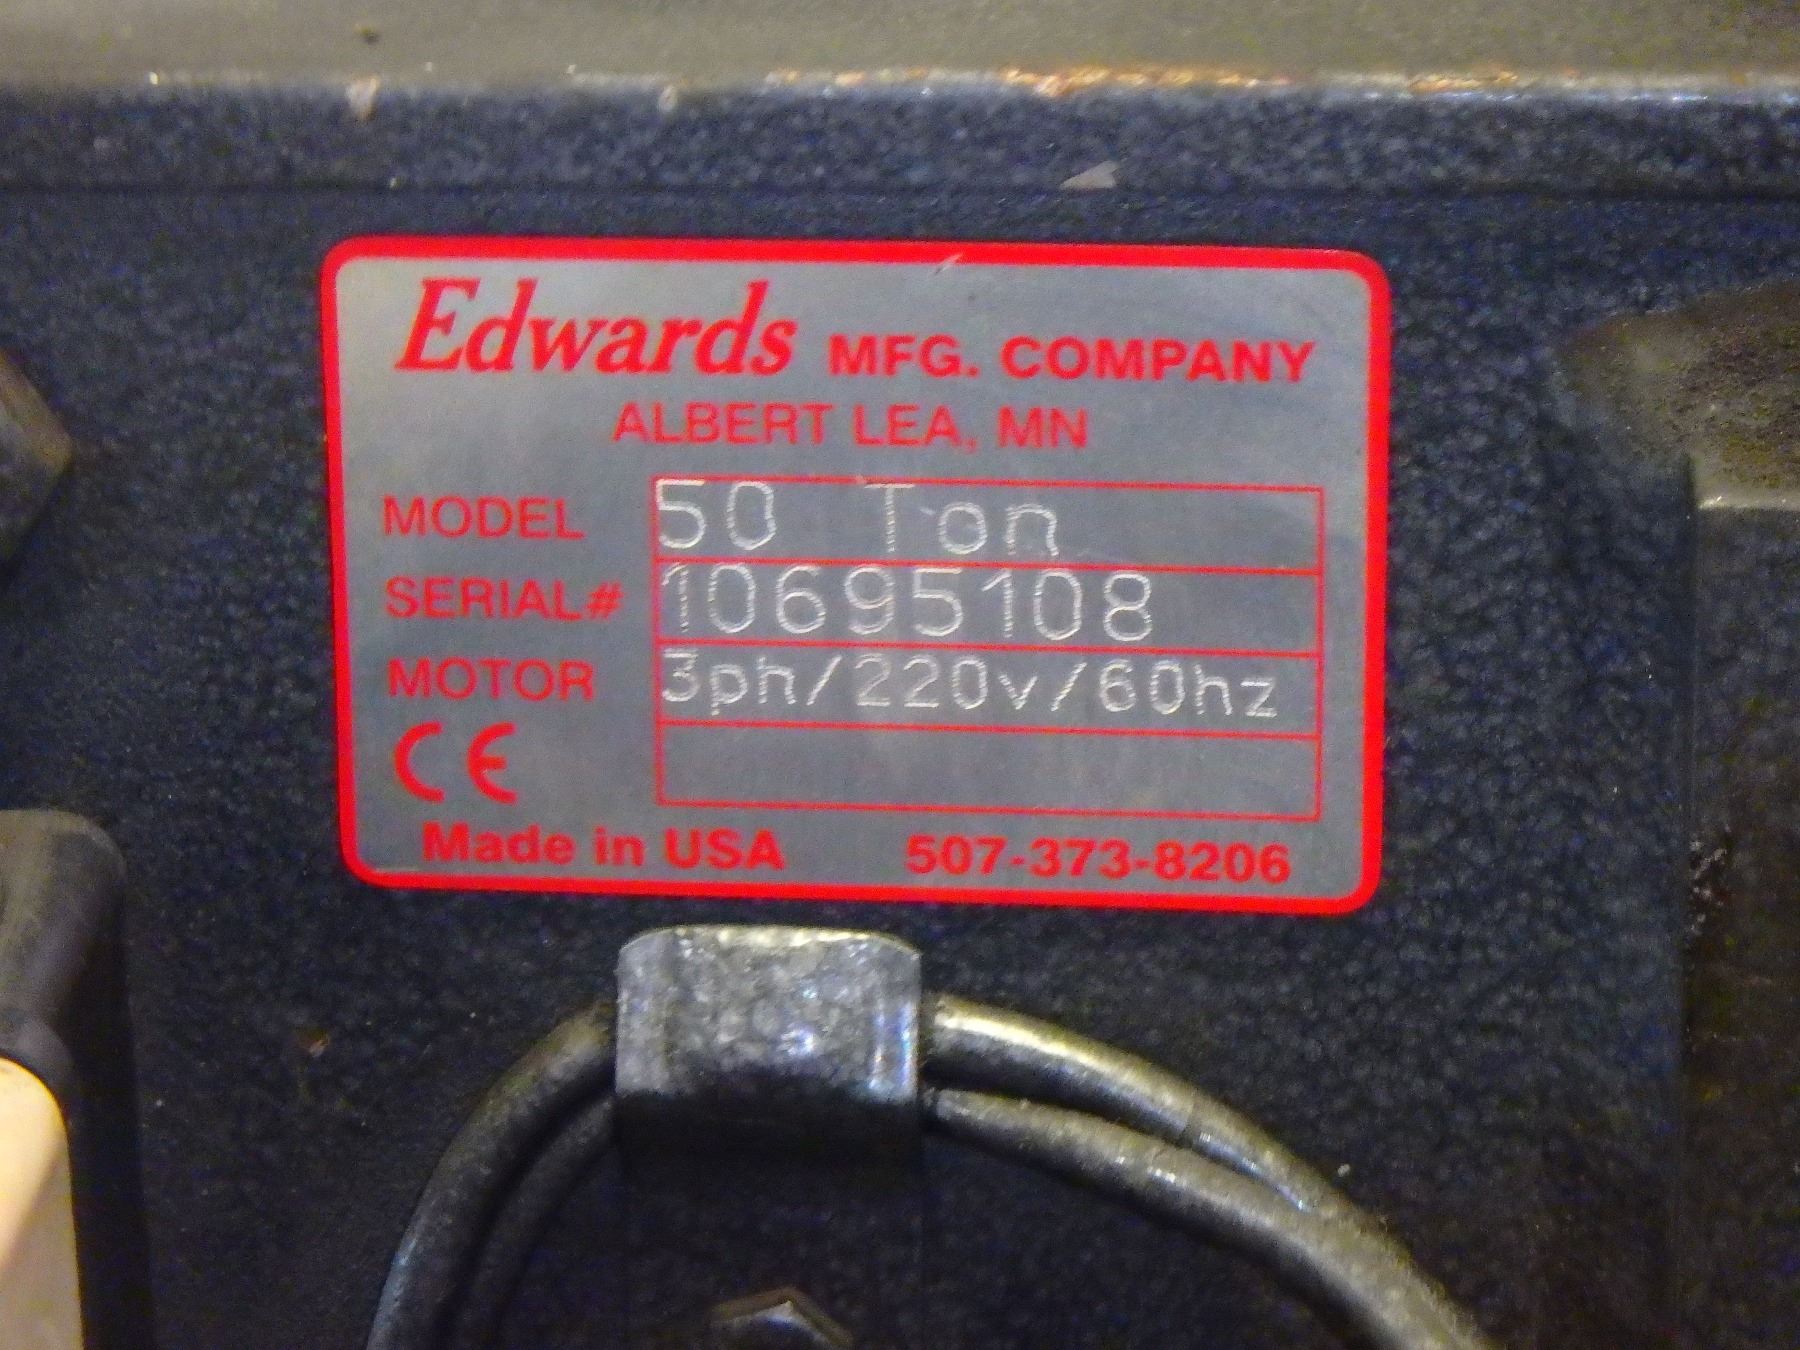 Edwards MFG. COMPANY
ALBERT LEA, MN
MODEL 50 Ton
SERIAL# 10695108
MOTOR 3ph/220v/60hz
CE
Made in USA 507-373-8206